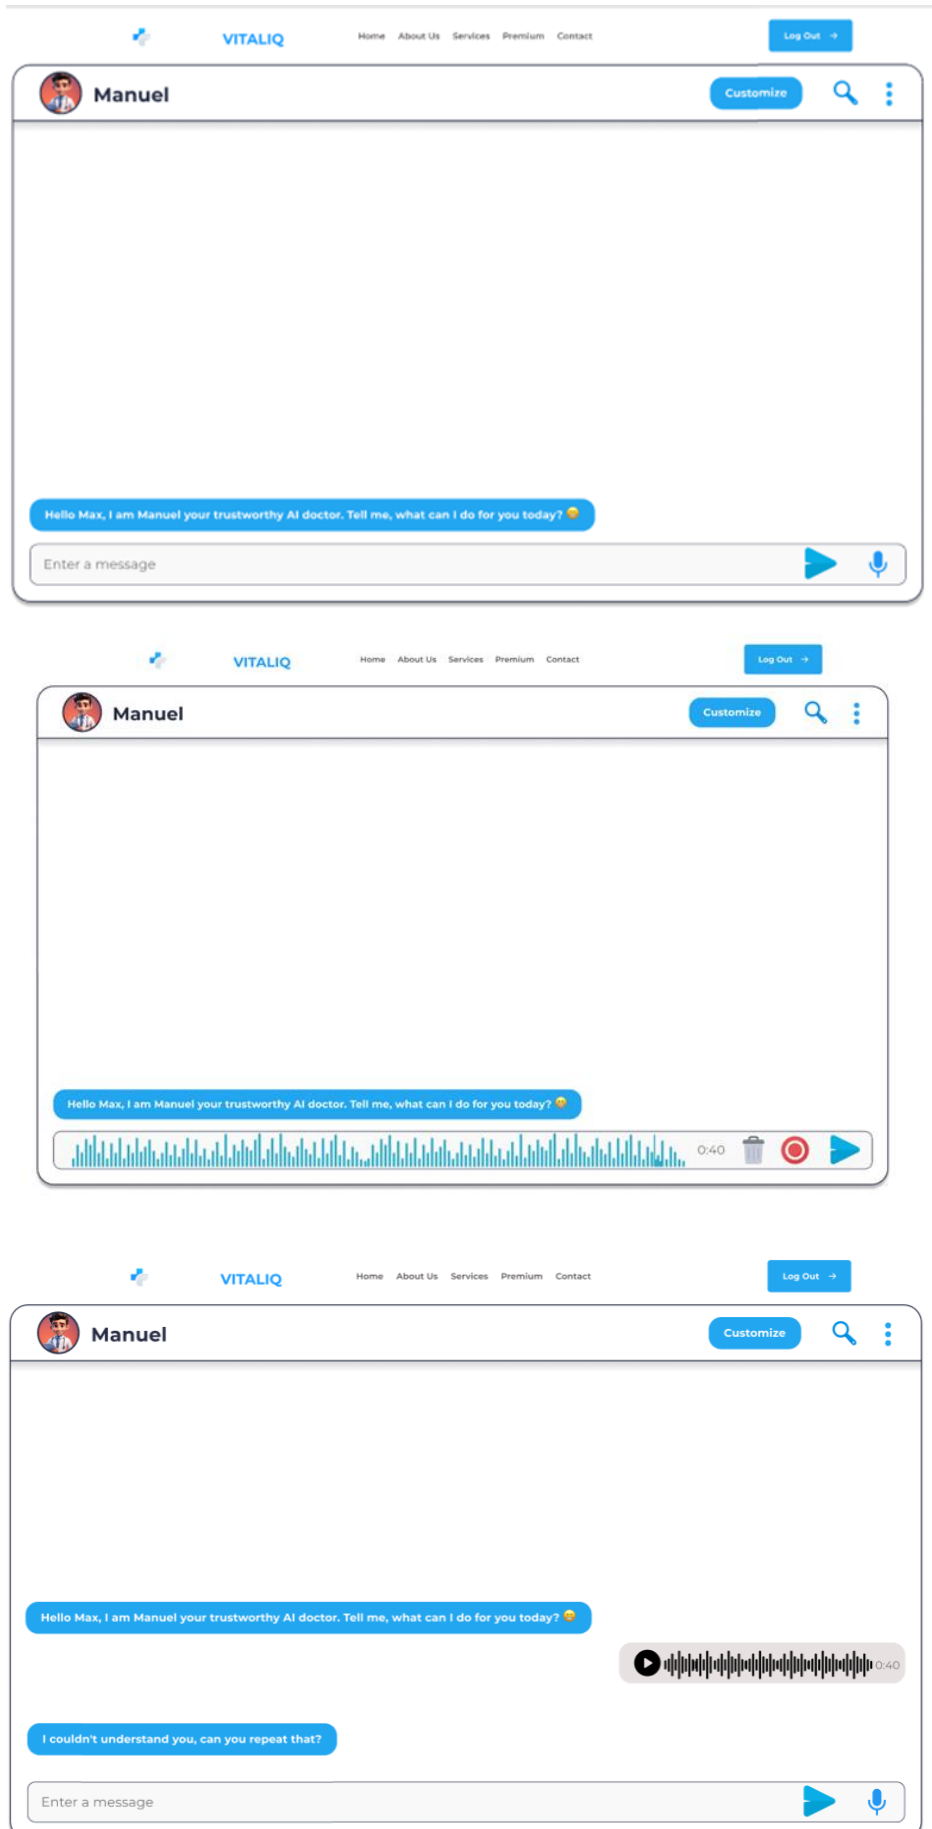 VITALIQ Home About Us Services Premium Contact Log Out →
Manuel Customize
Hello Max, I am Manuel your trustworthy AI doctor. Tell me, what can I do for you today? 😁
Enter a message
VITALIQ Home About Us Services Premium Contact Log Out →
Manuel Customize
Hello Max, I am Manuel your trustworthy AI doctor. Tell me, what can I do for you today? 😁
0:40
VITALIQ Home About Us Services Premium Contact Log Out →
Manuel Customize
Hello Max, I am Manuel your trustworthy AI doctor. Tell me, what can I do for you today? 😁
0:40
I couldn't understand you, can you repeat that?
Enter a message